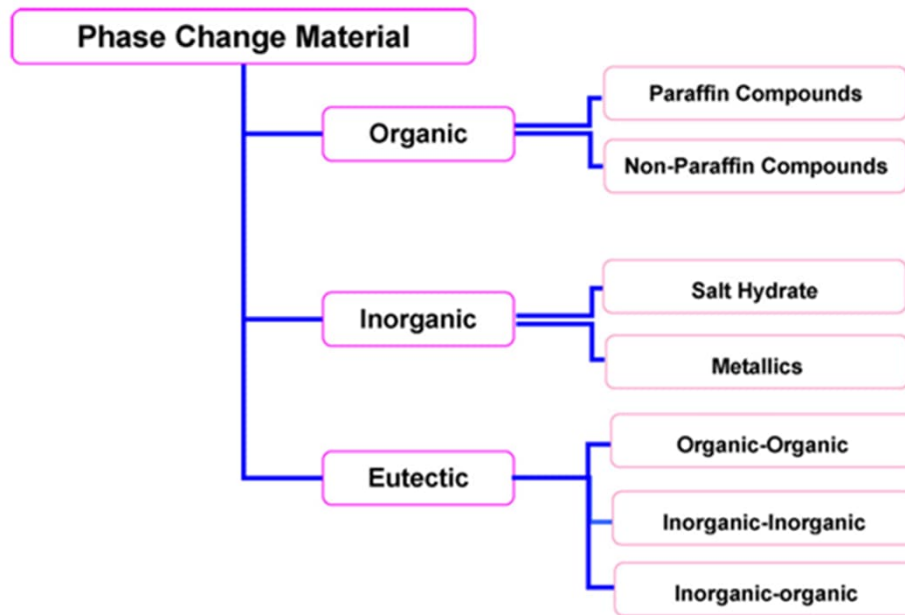 Phase Change Material
Organic
Paraffin Compounds
Non-Paraffin Compounds
Inorganic
Salt Hydrate
Metallics
Eutectic
Organic-Organic
Inorganic-Inorganic
Inorganic-organic